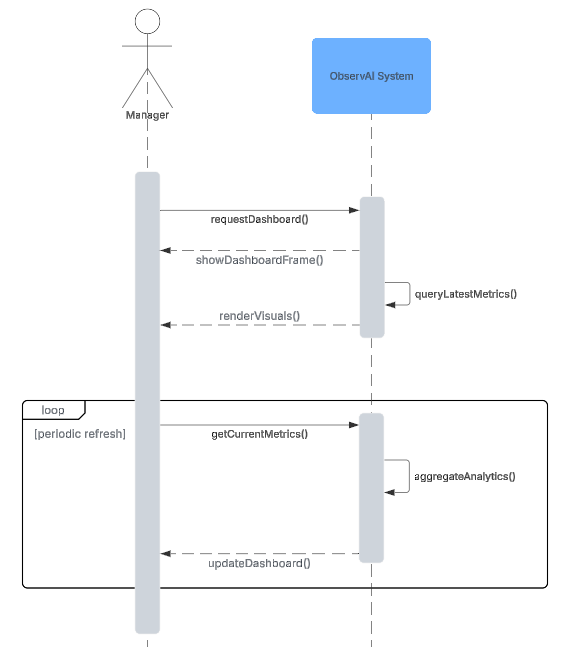 ObservAI System
Manager
requestDashboard()
showDashboardFrame()
queryLatestMetrics()
renderVisuals()
loop
[periodic refresh]
getCurrentMetrics()
aggregateAnalytics()
updateDashboard()